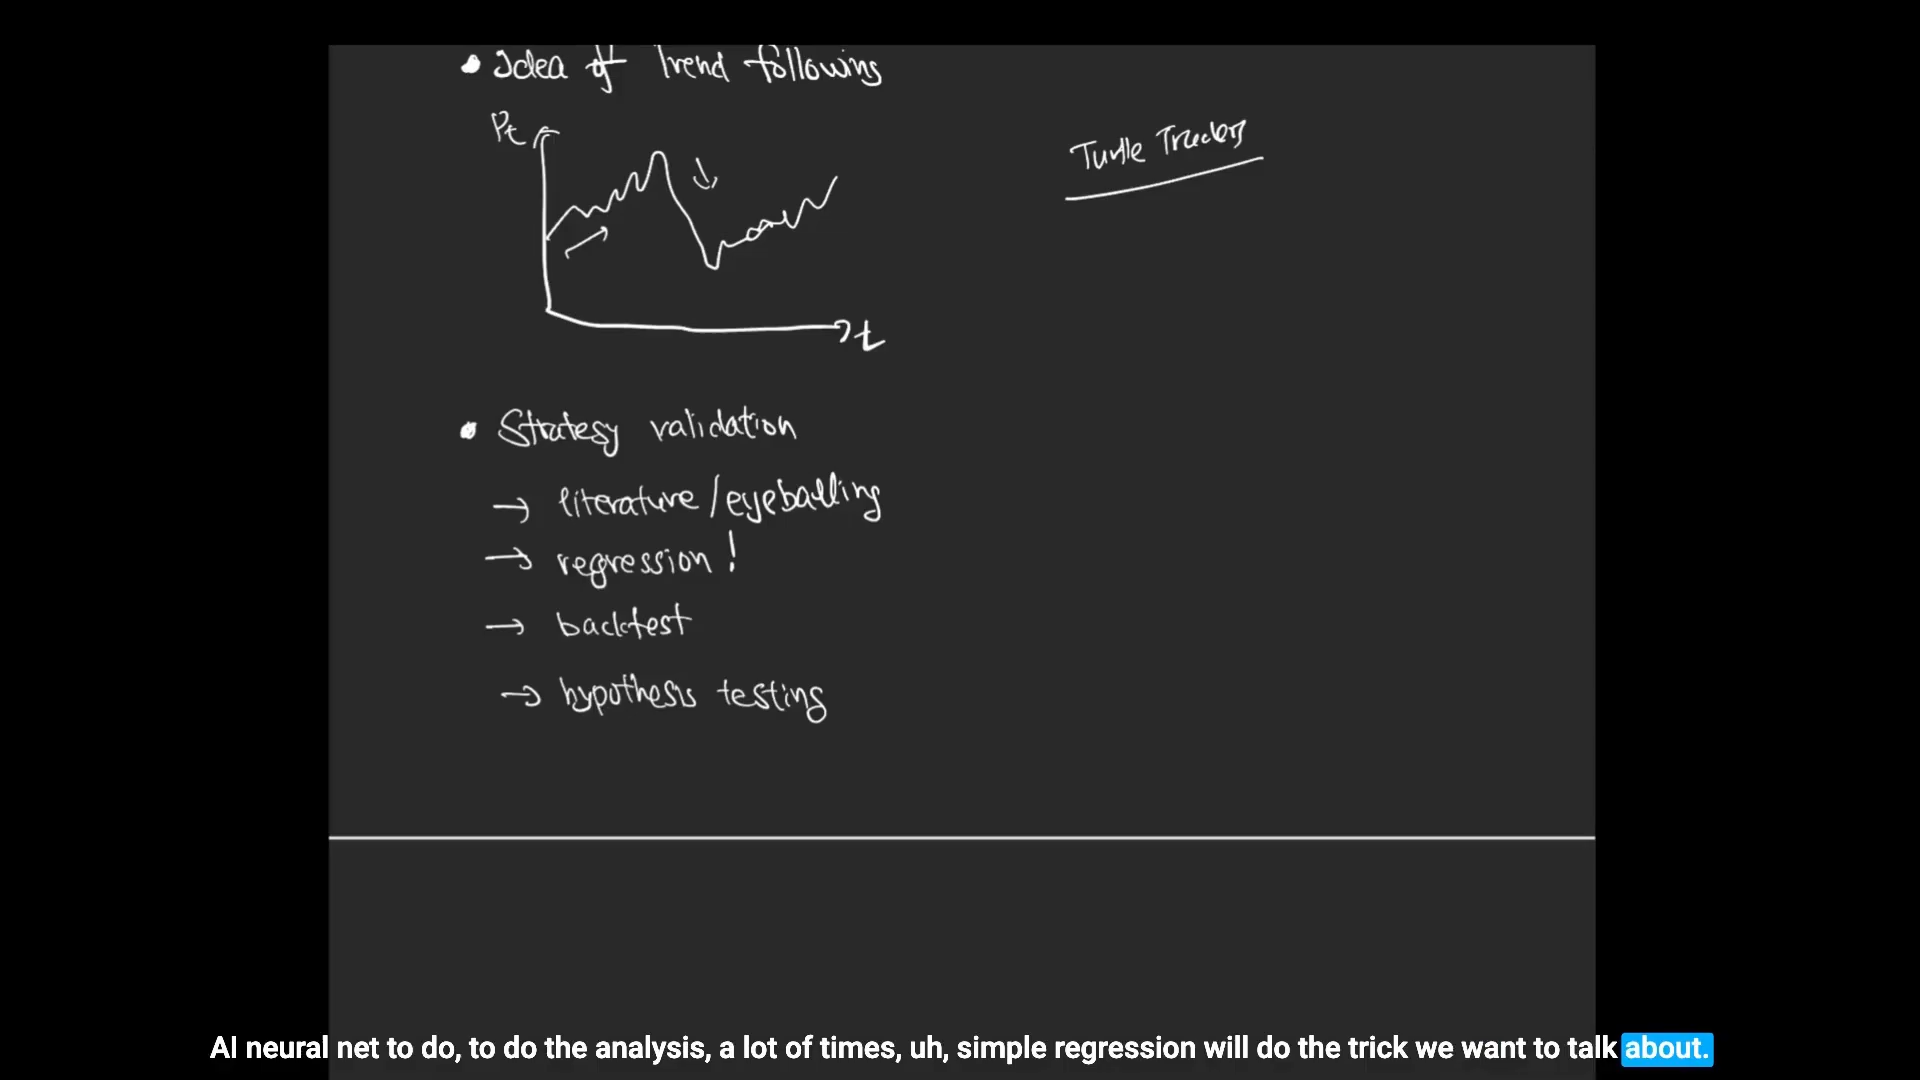 • Idea of Trend following
Pt
Turtle Traders
t
• Strategy validation
→ literature/eyeballing
→ regression!
→ backtest
→ hypothesis testing
AI neural net to do, to do the analysis, a lot of times, uh, simple regression will do the trick we want to talk about.